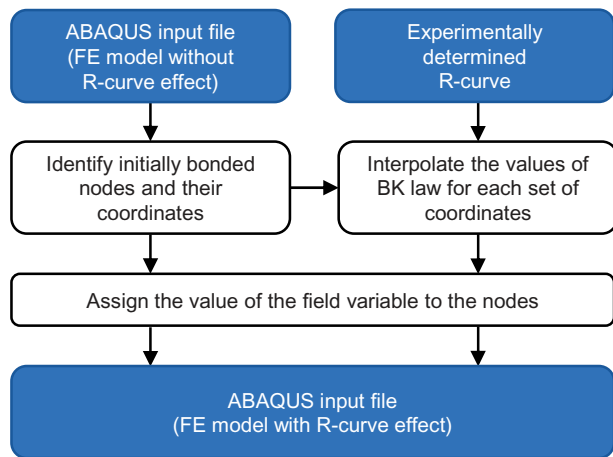 ABAQUS input file
(FE model without
R-curve effect)
Experimentally
determined
R-curve
Identify initially bonded
nodes and their
coordinates
Interpolate the values of
BK law for each set of
coordinates
Assign the value of the field variable to the nodes
ABAQUS input file
(FE model with R-curve effect)